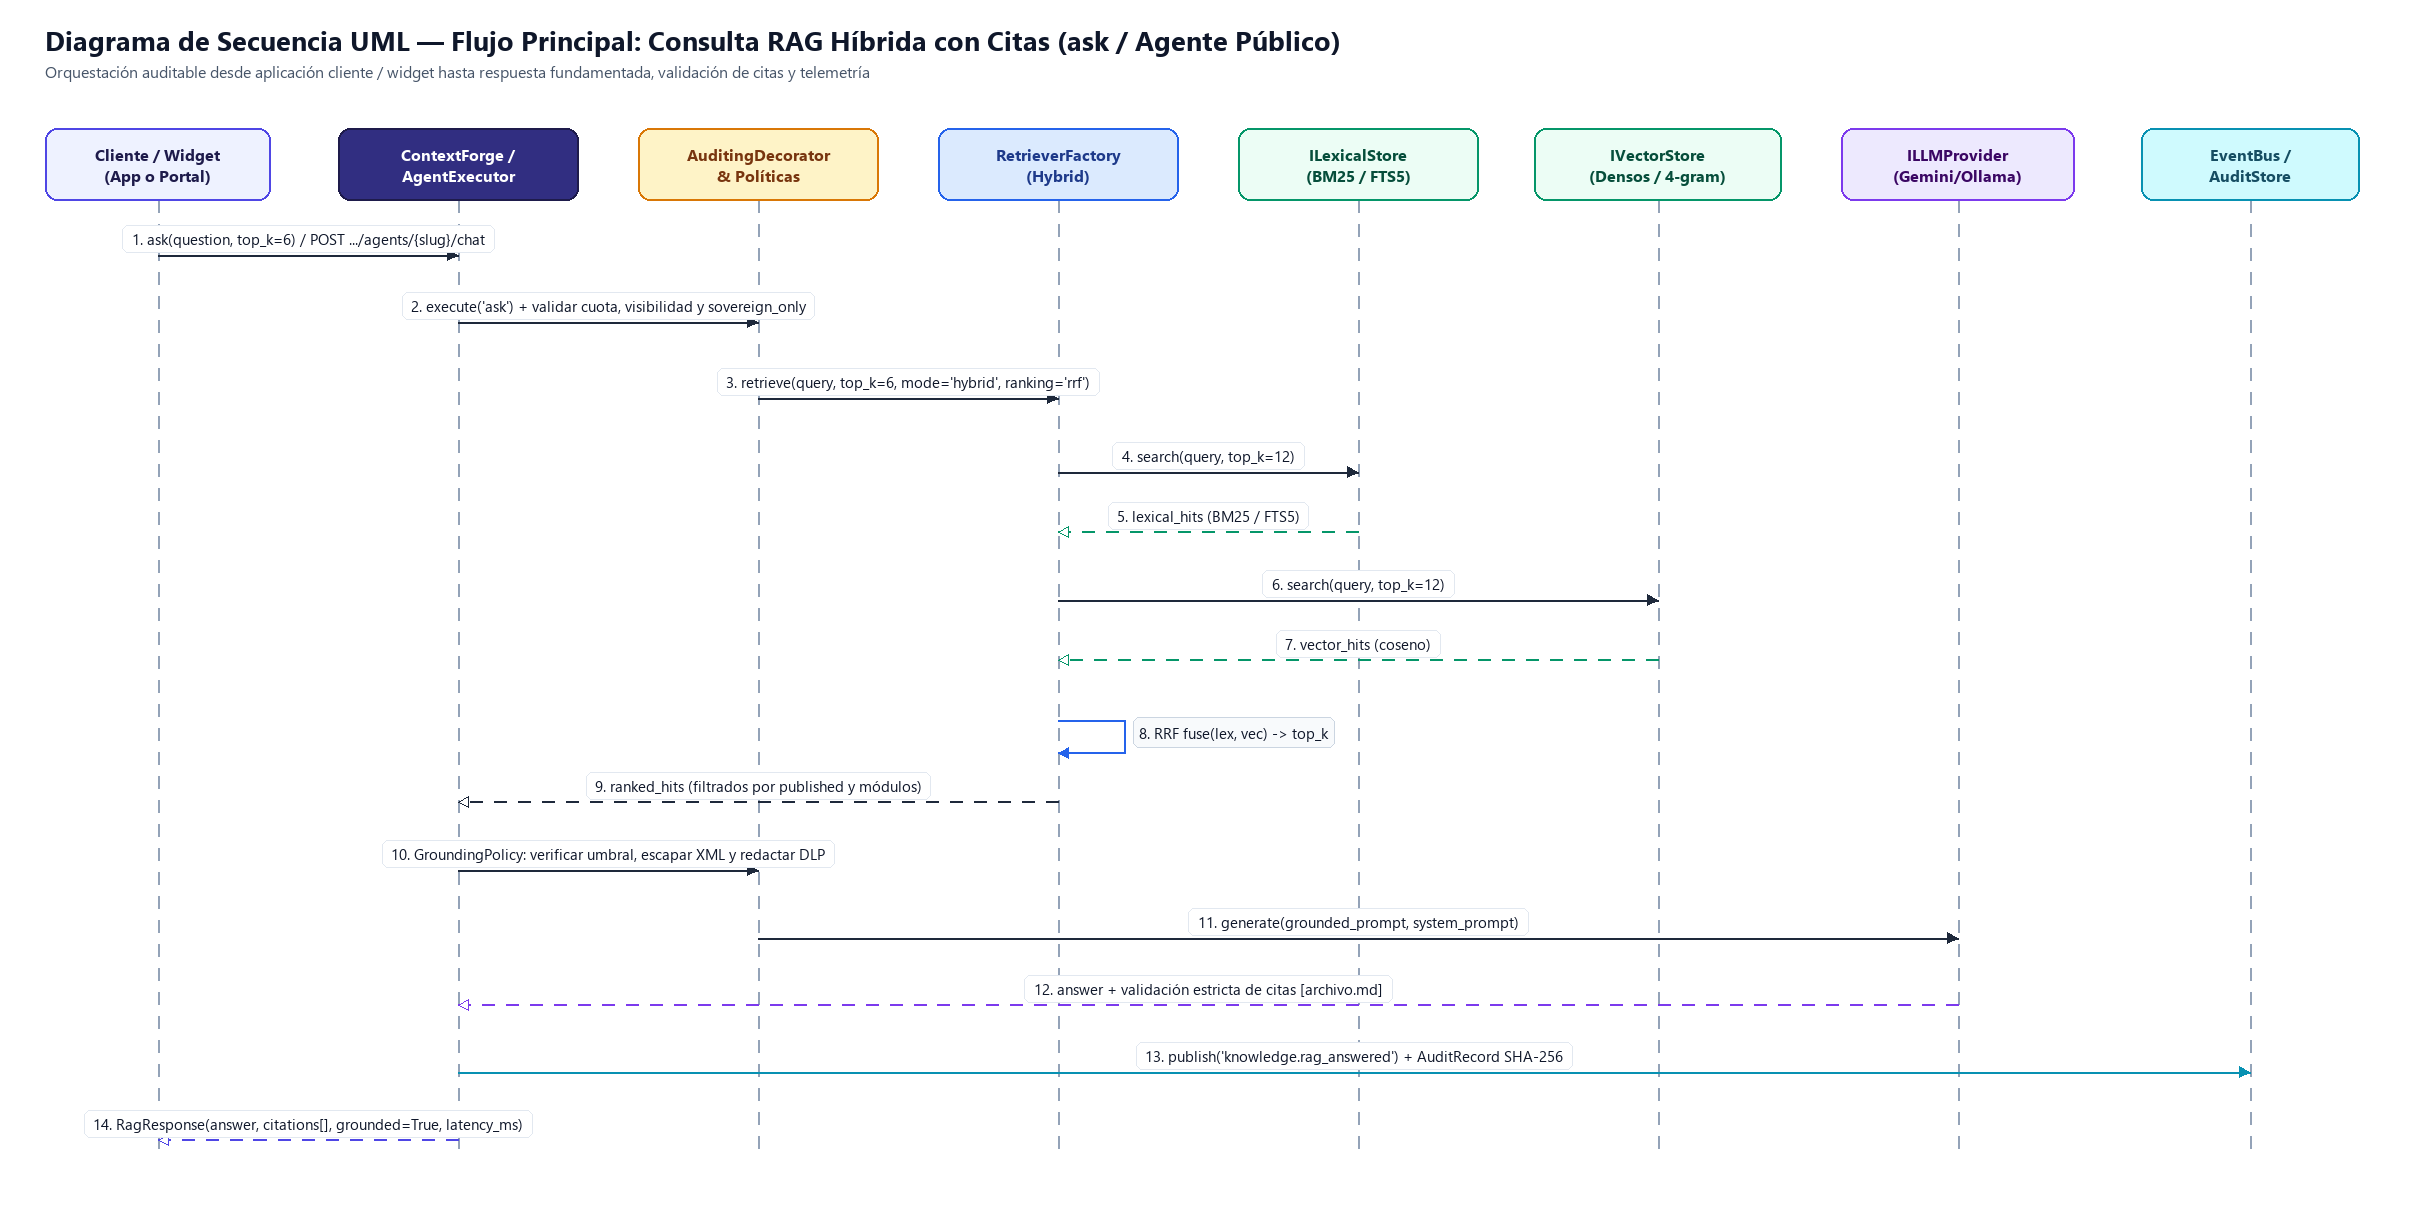 Diagrama de Secuencia UML — Flujo Principal: Consulta RAG Híbrida con Citas (ask / Agente Público)
Orquestación auditable desde aplicación cliente / widget hasta respuesta fundamentada, validación de citas y telemetría
Cliente / Widget
(App o Portal)
ContextForge /
AgentExecutor
AuditingDecorator
& Políticas
RetrieverFactory
(Hybrid)
ILexicalStore
(BM25 / FTS5)
IVectorStore
(Densos / 4-gram)
ILLMProvider
(Gemini/Ollama)
EventBus /
AuditStore
1. ask(question, top_k=6) / POST .../agents/{slug}/chat
2. execute('ask') + validar cuota, visibilidad y sovereign_only
3. retrieve(query, top_k=6, mode='hybrid', ranking='rrf')
4. search(query, top_k=12)
5. lexical_hits (BM25 / FTS5)
6. search(query, top_k=12)
7. vector_hits (coseno)
8. RRF fuse(lex, vec) -> top_k
9. ranked_hits (filtrados por published y módulos)
10. GroundingPolicy: verificar umbral, escapar XML y redactar DLP
11. generate(grounded_prompt, system_prompt)
12. answer + validación estricta de citas [archivo.md]
13. publish('knowledge.rag_answered') + AuditRecord SHA-256
14. RagResponse(answer, citations[], grounded=True, latency_ms)